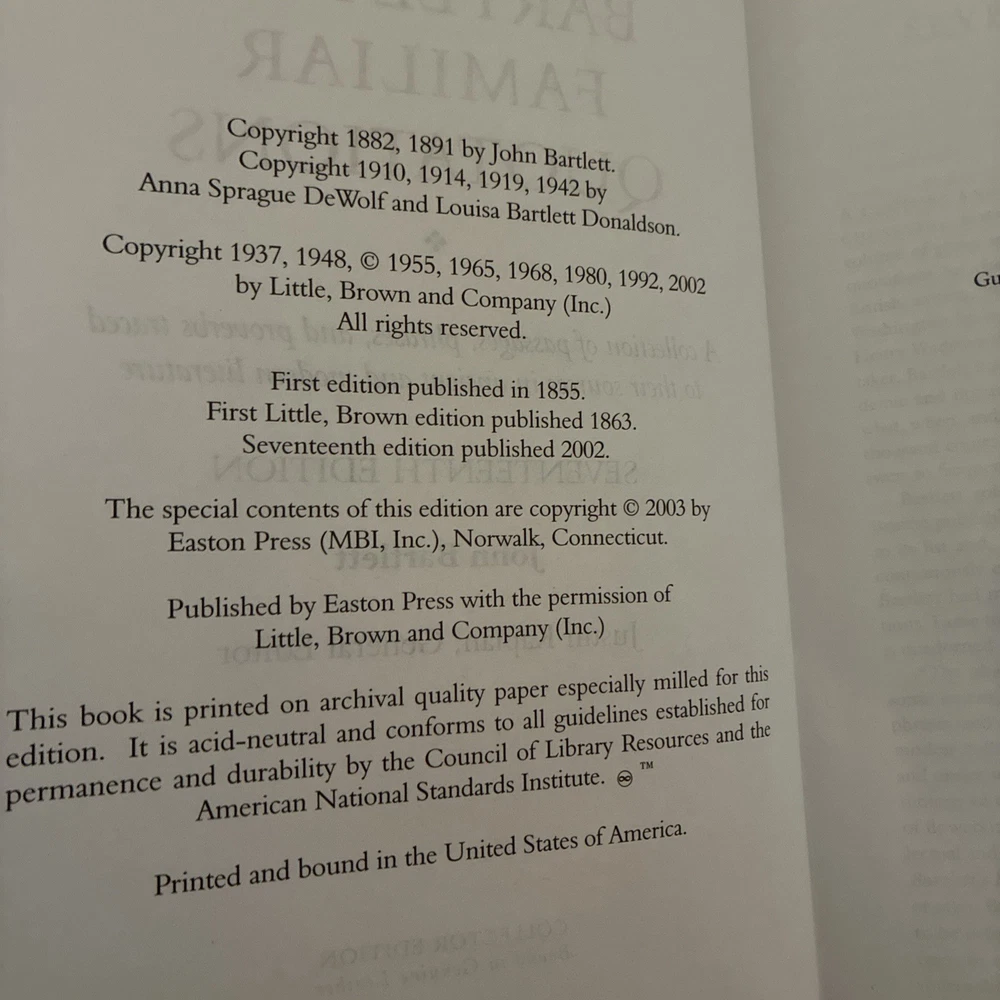 Copyright 1882, 1891 by John Bartlett.
Copyright 1910, 1914, 1919, 1942 by
Anna Sprague DeWolf and Louisa Bartlett Donaldson.
Copyright 1937, 1948, © 1955, 1965, 1968, 1980, 1992, 2002
by Little, Brown and Company (Inc.)
All rights reserved.
First edition published in 1855.
First Little, Brown edition published 1863.
Seventeenth edition published 2002.
The special contents of this edition are copyright © 2003 by
Easton Press (MBI, Inc.), Norwalk, Connecticut.
Published by Easton Press with the permission of
Little, Brown and Company (Inc.)
This book is printed on archival quality paper especially milled for this
edition. It is acid-neutral and conforms to all guidelines established for
permanence and durability by the Council of Library Resources and the
American National Standards Institute. ♾ ™
Printed and bound in the United States of America.